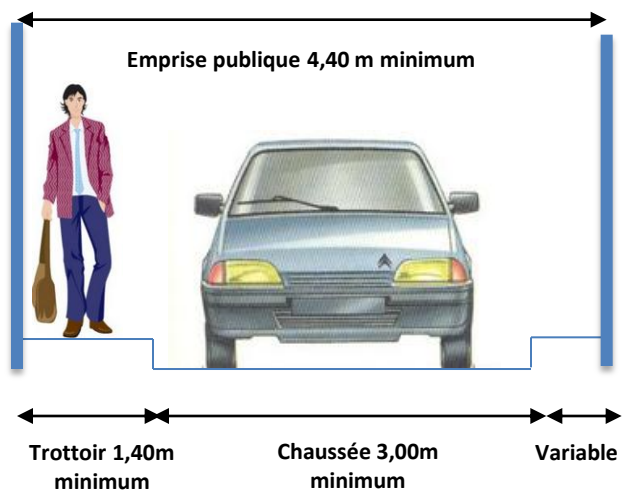 Emprise publique 4,40 m minimum
Trottoir 1,40m
minimum
Chaussée 3,00m
minimum
Variable